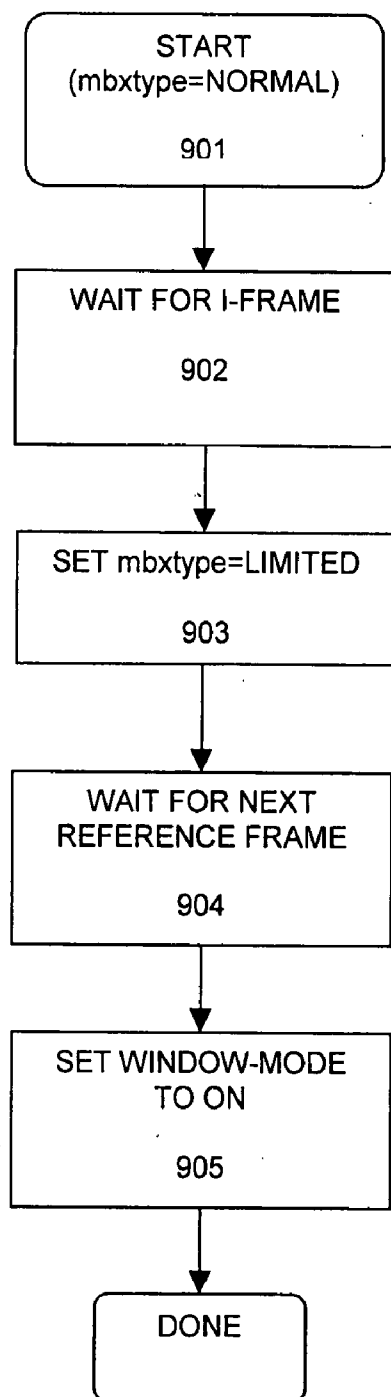 START
(mbxtype=NORMAL)
901
WAIT FOR I-FRAME
902
SET mbxtype=LIMITED
903
WAIT FOR NEXT
REFERENCE FRAME
904
SET WINDOW-MODE
TO ON
905
DONE